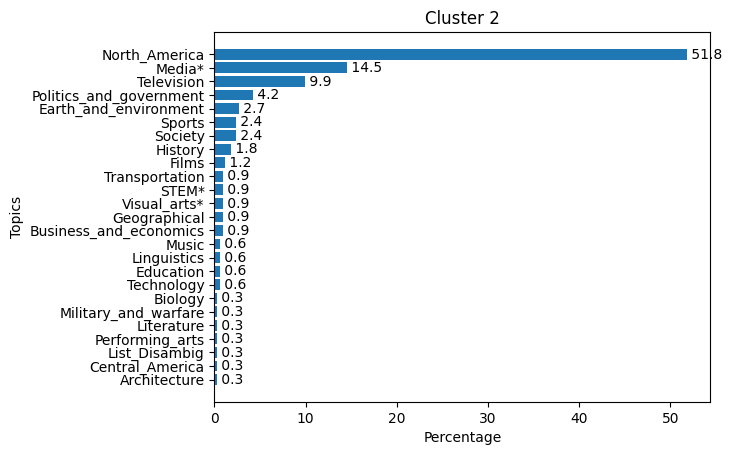 Cluster 2
Topics
North_America 51.8
Media* 14.5
Television 9.9
Politics_and_government 4.2
Earth_and_environment 2.7
Sports 2.4
Society 2.4
History 1.8
Films 1.2
Transportation 0.9
STEM* 0.9
Visual_arts* 0.9
Geographical 0.9
Business_and_economics 0.9
Music 0.6
Linguistics 0.6
Education 0.6
Technology 0.6
Biology 0.3
Military_and_warfare 0.3
Literature 0.3
Performing_arts 0.3
List_Disambig 0.3
Central_America 0.3
Architecture 0.3
0 10 20 30 40 50
Percentage